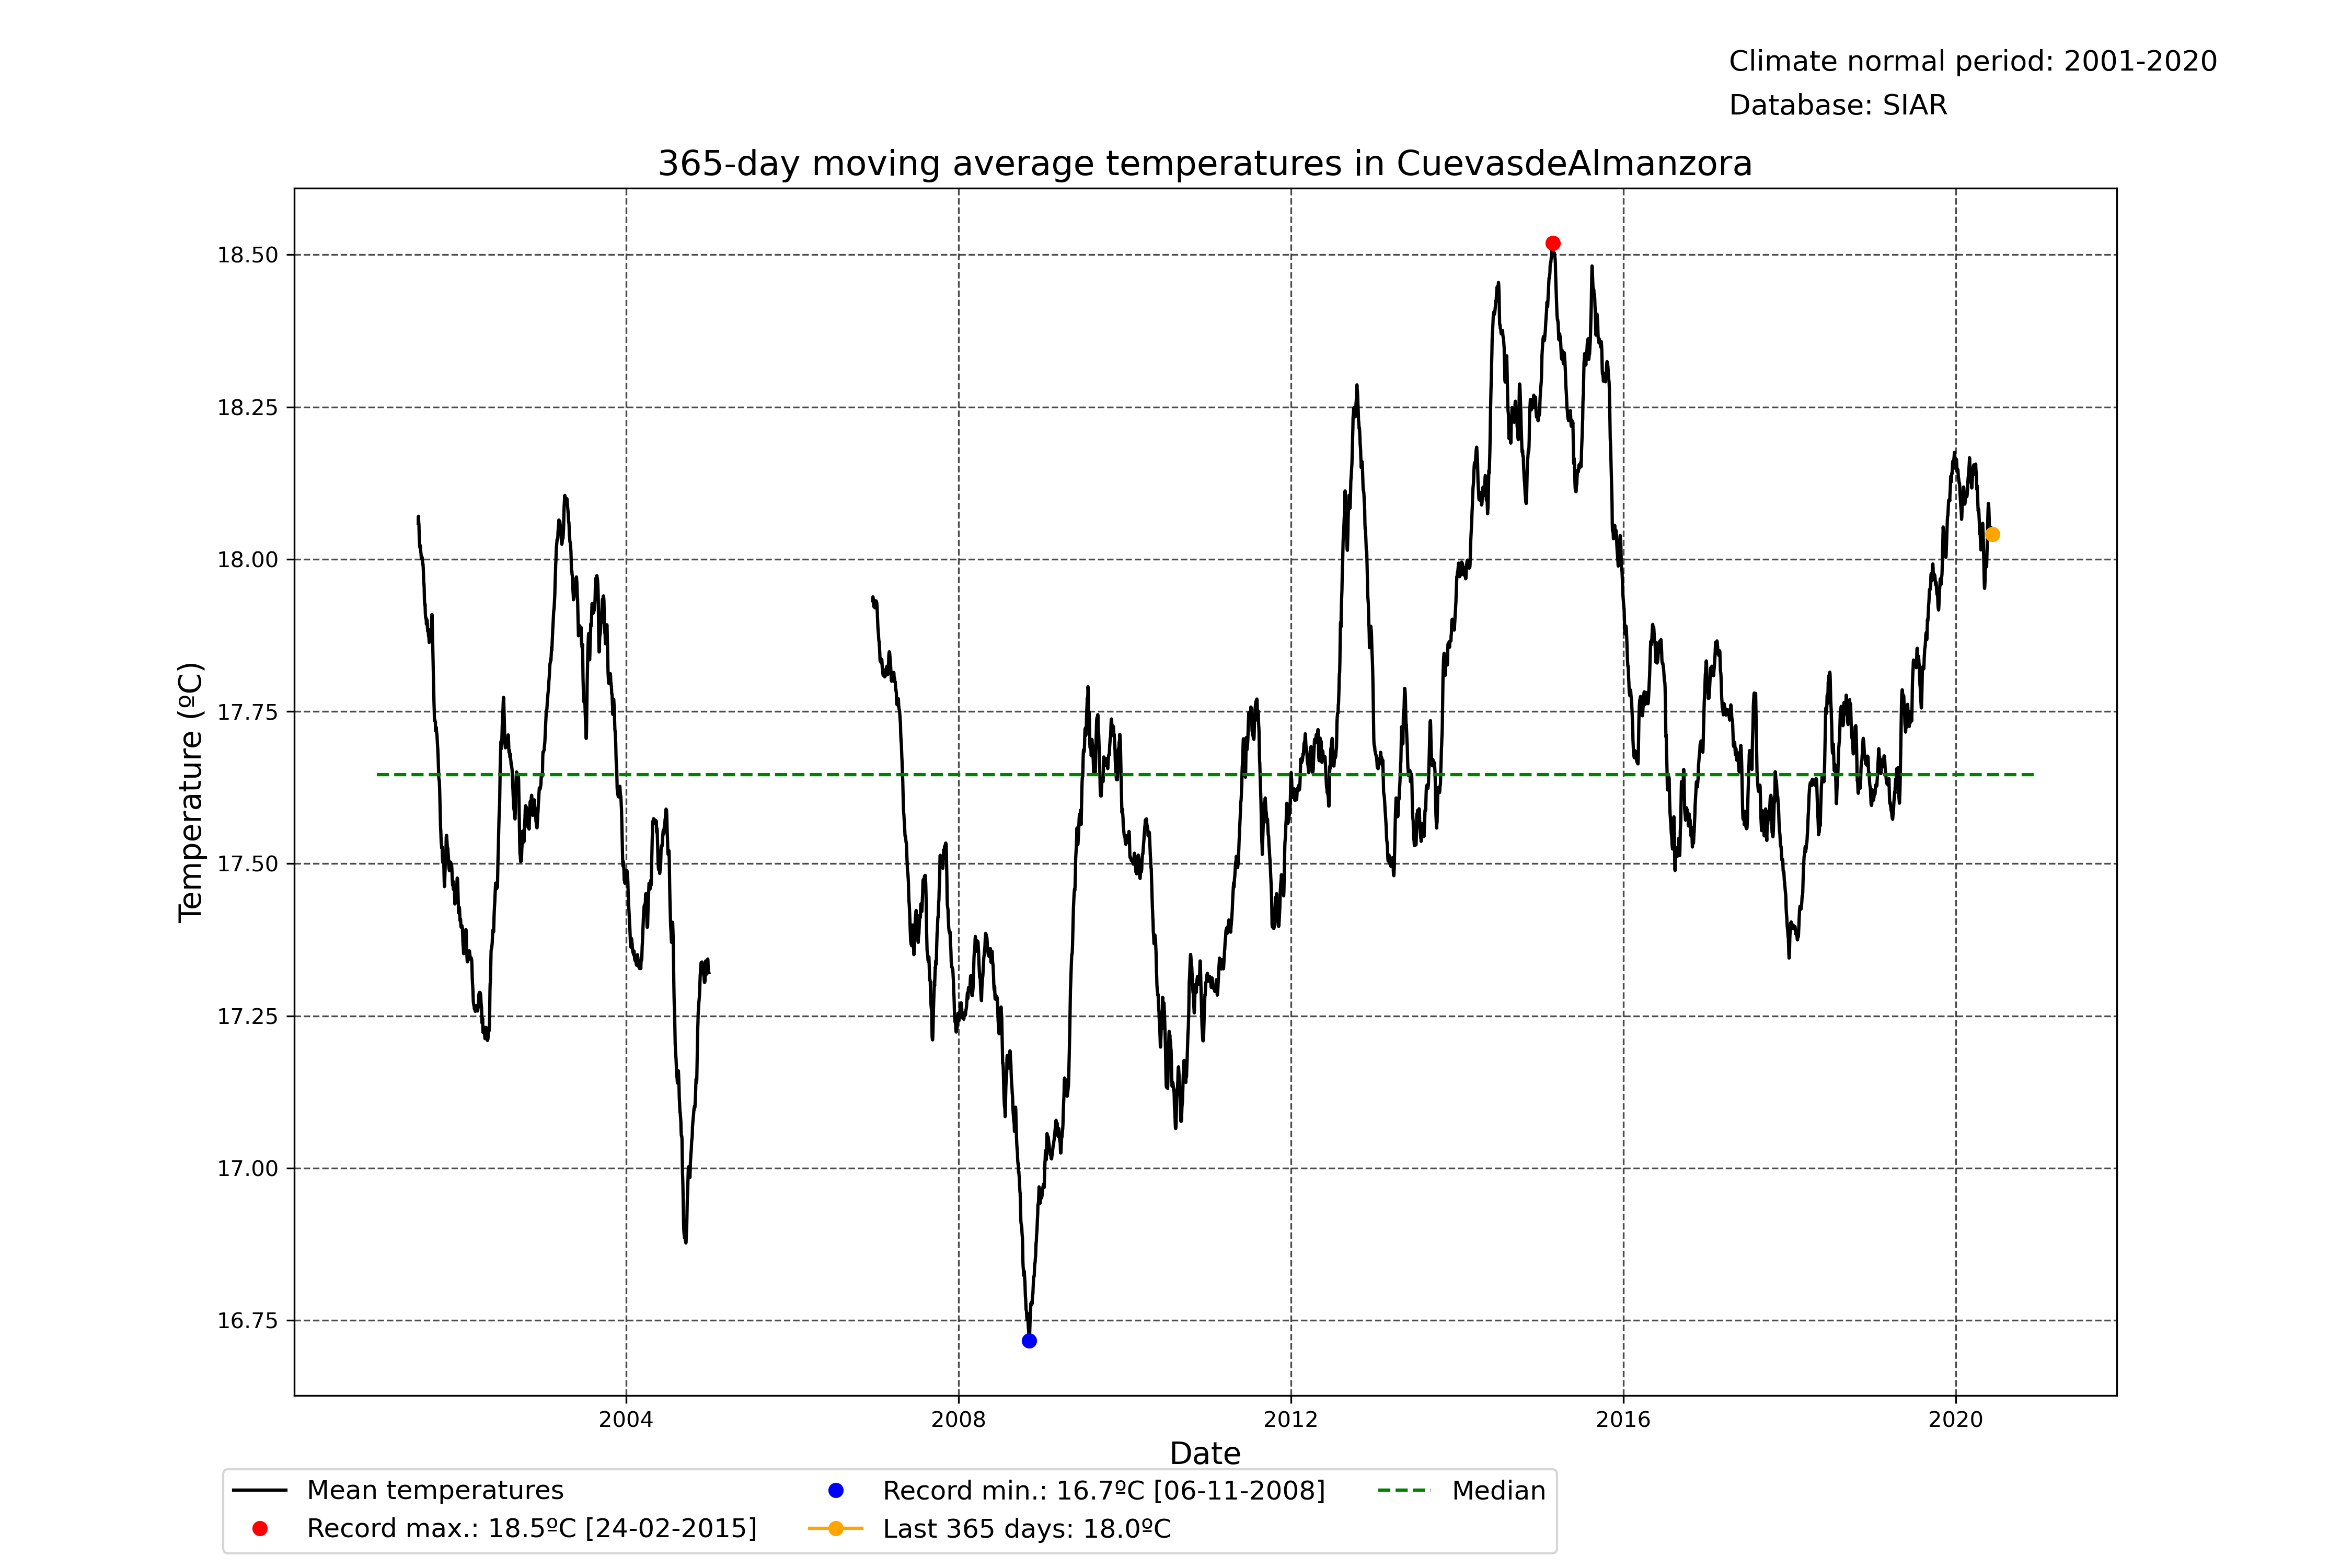 Climate normal period: 2001-2020
Database: SIAR
365-day moving average temperatures in CuevasdeAlmanzora
Temperature (ºC)
18.50
18.25
18.00
17.75
17.50
17.25
17.00
16.75
2004 2008 2012 2016 2020
Date
Mean temperatures
Record max.: 18.5ºC [24-02-2015]
Record min.: 16.7ºC [06-11-2008]
Last 365 days: 18.0ºC
Median